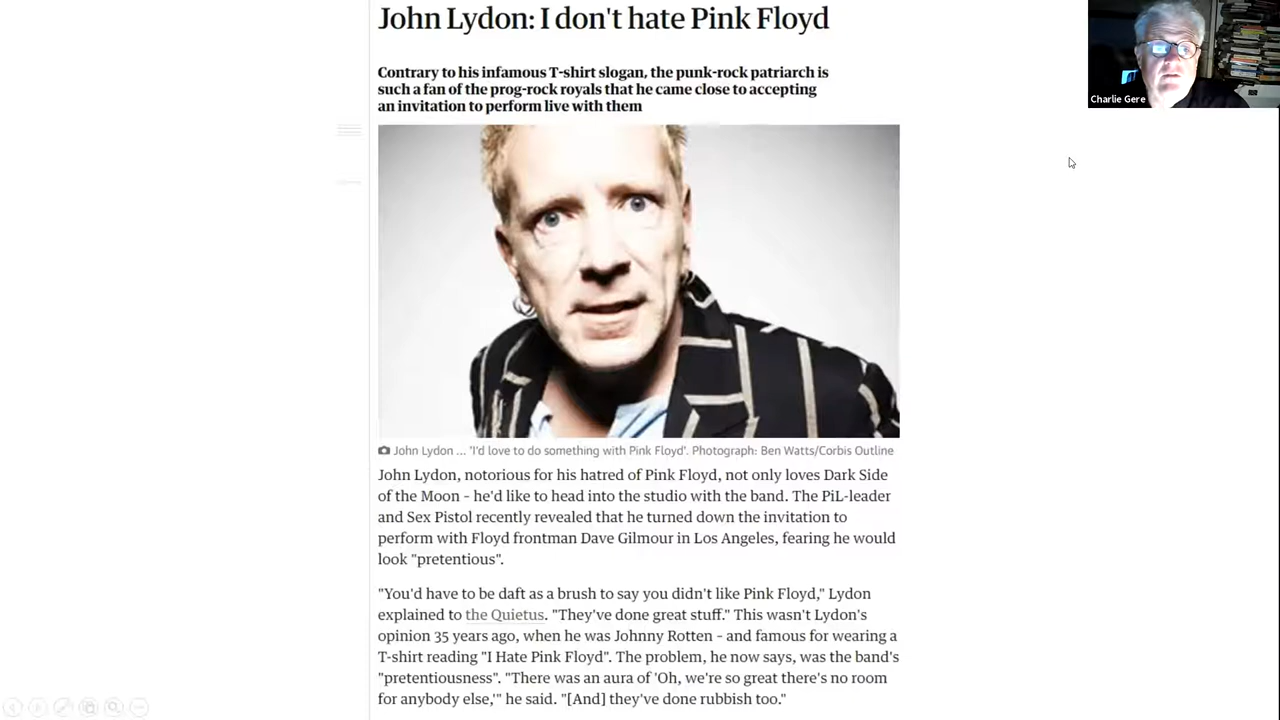 John Lydon: I don't hate Pink Floyd
Contrary to his infamous T-shirt slogan, the punk-rock patriarch is
such a fan of the prog-rock royals that he came close to accepting
an invitation to perform live with them
Charlie Gere
John Lydon ... 'I'd love to do something with Pink Floyd'. Photograph: Ben Watts/Corbis Outline
John Lydon, notorious for his hatred of Pink Floyd, not only loves Dark Side
of the Moon – he'd like to head into the studio with the band. The PiL-leader
and Sex Pistol recently revealed that he turned down the invitation to
perform with Floyd frontman Dave Gilmour in Los Angeles, fearing he would
look "pretentious".
"You'd have to be daft as a brush to say you didn't like Pink Floyd," Lydon
explained to the Quietus. "They've done great stuff." This wasn't Lydon's
opinion 35 years ago, when he was Johnny Rotten – and famous for wearing a
T-shirt reading "I Hate Pink Floyd". The problem, he now says, was the band's
"pretentiousness". "There was an aura of 'Oh, we're so great there's no room
for anybody else,'" he said. "[And] they've done rubbish too."